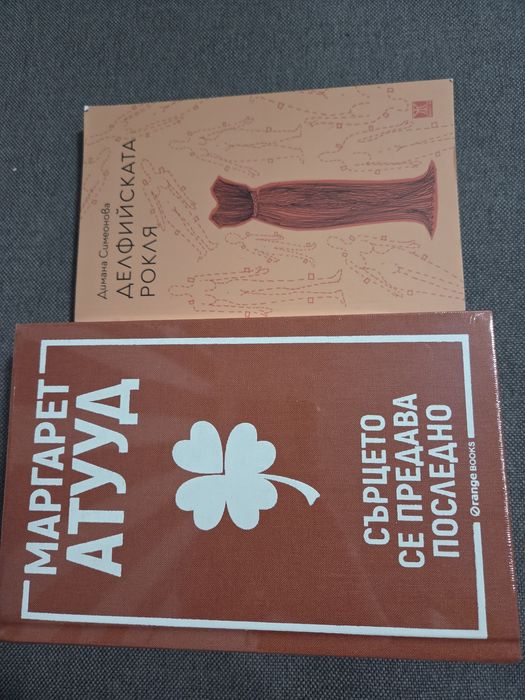 Димана Симеонова
ДЕЛФИЙСКАТА
РОКЛЯ
МАРГАРЕТ
АТУУД
СЪРЦЕТО
СЕ ПРЕДАВА
ПОСЛЕДНО
Orange BOOKS